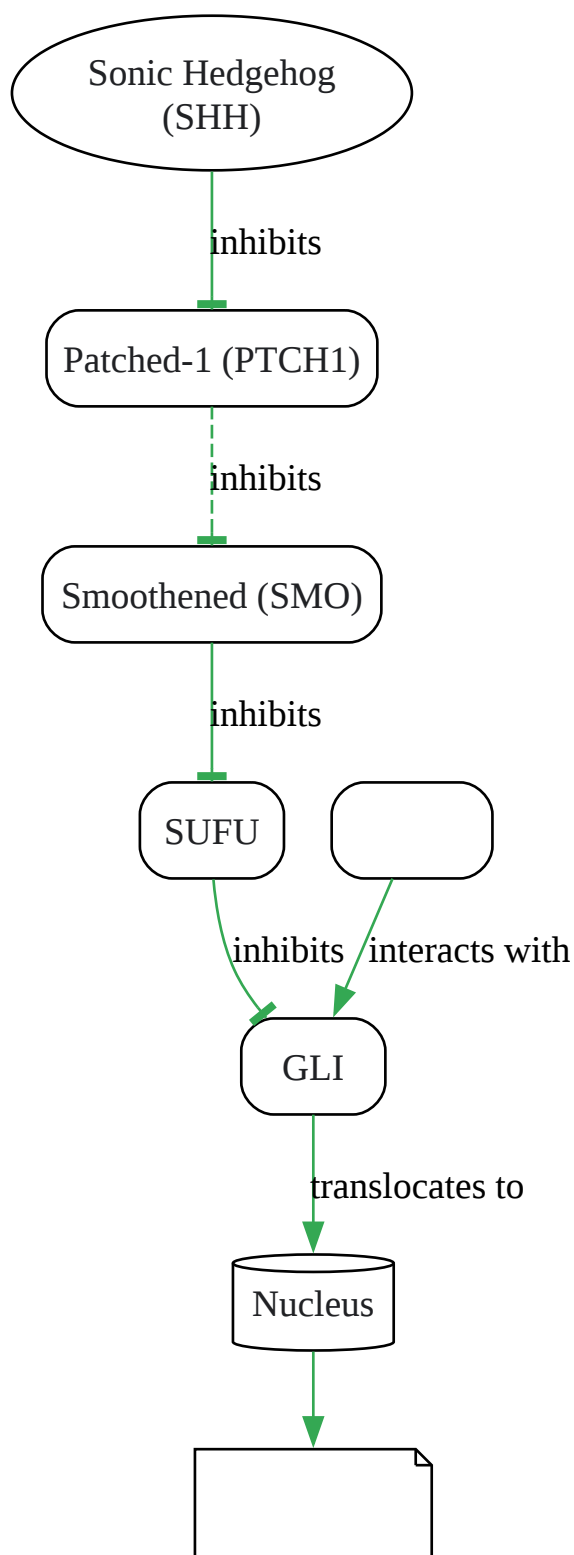 Sonic Hedgehog
(SHH)
inhibits
Patched-1 (PTCH1)
inhibits
Smoothened (SMO)
inhibits
SUFU
inhibits
interacts with
GLI
translocates to
Nucleus